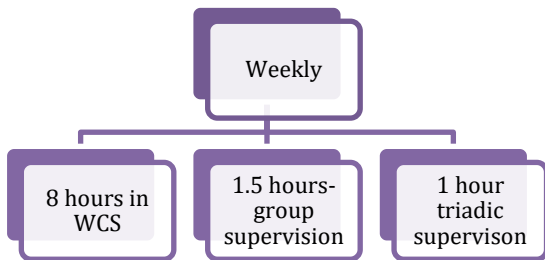 Weekly
8 hours in
WCS
1.5 hours-
group
supervision
1 hour
triadic
supervison